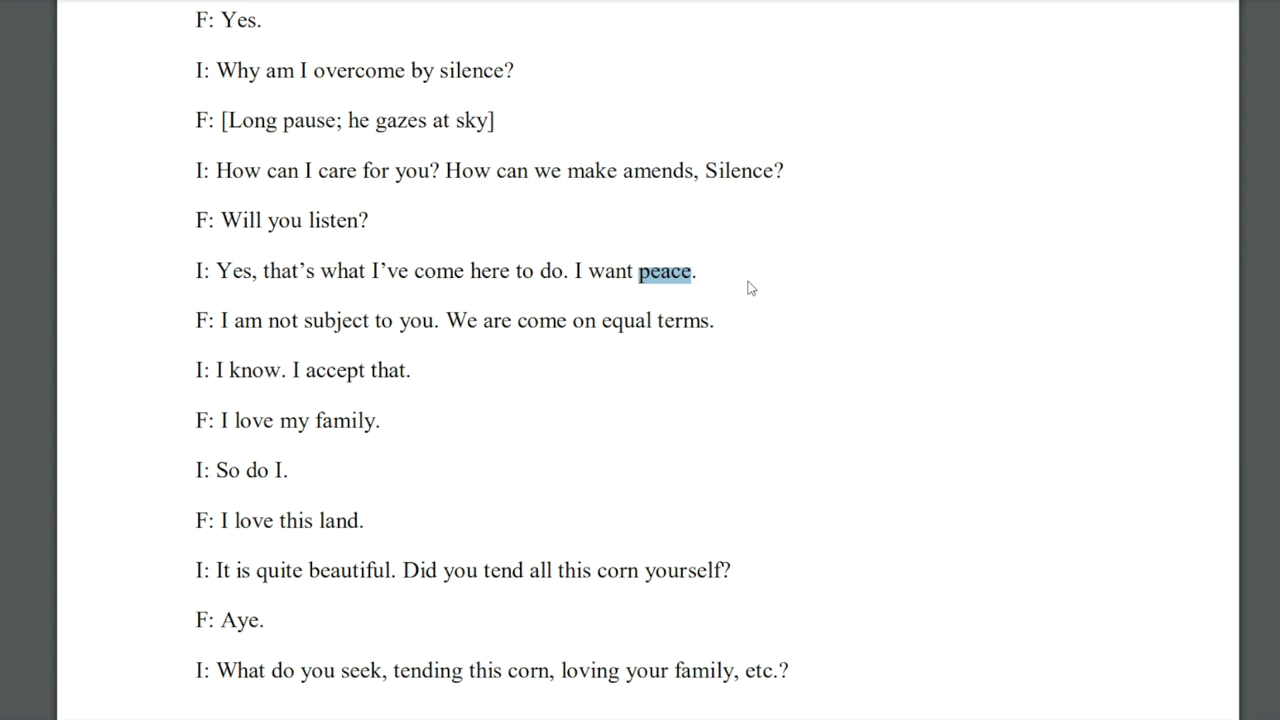 F: Yes.
I: Why am I overcome by silence?
F: [Long pause; he gazes at sky]
I: How can I care for you? How can we make amends, Silence?
F: Will you listen?
I: Yes, that’s what I’ve come here to do. I want peace.
F: I am not subject to you. We are come on equal terms.
I: I know. I accept that.
F: I love my family.
I: So do I.
F: I love this land.
I: It is quite beautiful. Did you tend all this corn yourself?
F: Aye.
I: What do you seek, tending this corn, loving your family, etc.?